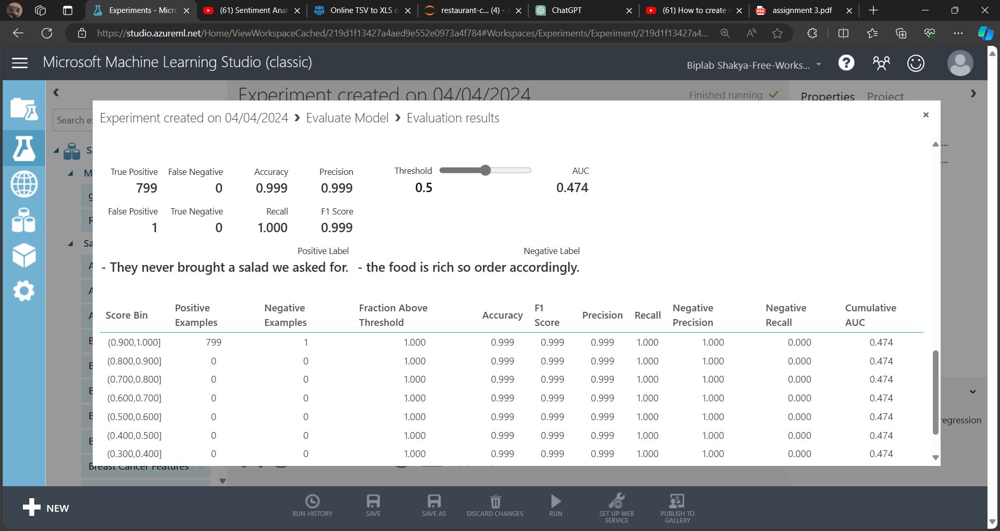 Experiments - Micro
(61) Sentiment Anal
Online TSV to XLS c
restaurant-c... (4) - J
ChatGPT
(61) How to create
assignment 3.pdf
https://studio.azureml.net/Home/ViewWorkspaceCached/219d1f13427a4aed9e552e0973a4f784#Workspaces/Experiments/Experiment/219d1f13427a4...
Microsoft Machine Learning Studio (classic)
Biplab Shakya-Free-Works...
Experiment created on 04/04/2024
Finished running
Properties Project
Search e
Experiment created on 04/04/2024 > Evaluate Model > Evaluation results
True Positive False Negative Accuracy Precision Threshold AUC
799 0 0.999 0.999 0.5 0.474
False Positive True Negative Recall F1 Score
1 0 1.000 0.999
Positive Label Negative Label
- They never brought a salad we asked for. - the food is rich so order accordingly.
Score Bin Positive Examples Negative Examples Fraction Above Threshold Accuracy F1 Score Precision Recall Negative Precision Negative Recall Cumulative AUC
(0.900,1.000] 799 1 1.000 0.999 0.999 0.999 1.000 1.000 0.000 0.474
(0.800,0.900] 0 0 1.000 0.999 0.999 0.999 1.000 1.000 0.000 0.474
(0.700,0.800] 0 0 1.000 0.999 0.999 0.999 1.000 1.000 0.000 0.474
(0.600,0.700] 0 0 1.000 0.999 0.999 0.999 1.000 1.000 0.000 0.474
(0.500,0.600] 0 0 1.000 0.999 0.999 0.999 1.000 1.000 0.000 0.474
(0.400,0.500] 0 0 1.000 0.999 0.999 0.999 1.000 1.000 0.000 0.474
(0.300,0.400] 0 0 1.000 0.999 0.999 0.999 1.000 1.000 0.000 0.474
regression
Breast Cancer Features
NEW
RUN HISTORY
SAVE
SAVE AS
DISCARD CHANGES
RUN
SET UP WEB SERVICE
PUBLISH TO GALLERY